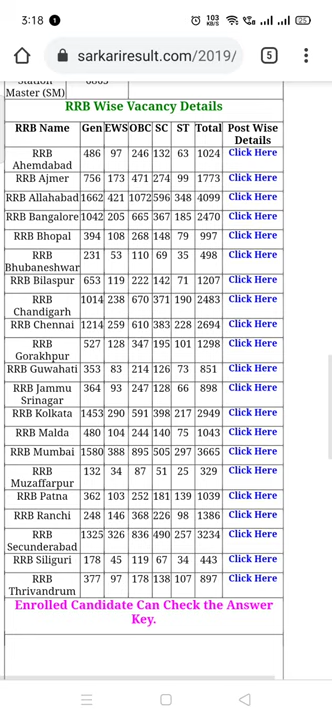 3:18 1 103 KB/S 25
sarkariresult.com/2019/ 5
Station 6865
Master (SM)
RRB Wise Vacancy Details
RRB Name Gen EWS OBC SC ST Total Post Wise Details
RRB Ahemdabad 486 97 246 132 63 1024 Click Here
RRB Ajmer 756 173 471 274 99 1773 Click Here
RRB Allahabad 1662 421 1072 596 348 4099 Click Here
RRB Bangalore 1042 205 665 367 185 2470 Click Here
RRB Bhopal 394 108 268 148 79 997 Click Here
RRB Bhubaneshwar 231 53 110 69 35 498 Click Here
RRB Bilaspur 653 119 222 142 71 1207 Click Here
RRB Chandigarh 1014 238 670 371 190 2483 Click Here
RRB Chennai 1214 259 610 383 228 2694 Click Here
RRB Gorakhpur 527 128 347 195 101 1298 Click Here
RRB Guwahati 353 83 214 126 73 851 Click Here
RRB Jammu Srinagar 364 93 247 128 66 898 Click Here
RRB Kolkata 1453 290 591 398 217 2949 Click Here
RRB Malda 480 104 244 140 75 1043 Click Here
RRB Mumbai 1580 388 895 505 297 3665 Click Here
RRB Muzaffarpur 132 34 87 51 25 329 Click Here
RRB Patna 362 103 252 181 139 1039 Click Here
RRB Ranchi 248 146 368 226 98 1386 Click Here
RRB Secunderabad 1325 326 836 490 257 3234 Click Here
RRB Siliguri 178 45 119 67 34 443 Click Here
RRB Thrivandrum 377 97 178 138 107 897 Click Here
Enrolled Candidate Can Check the Answer
Key.